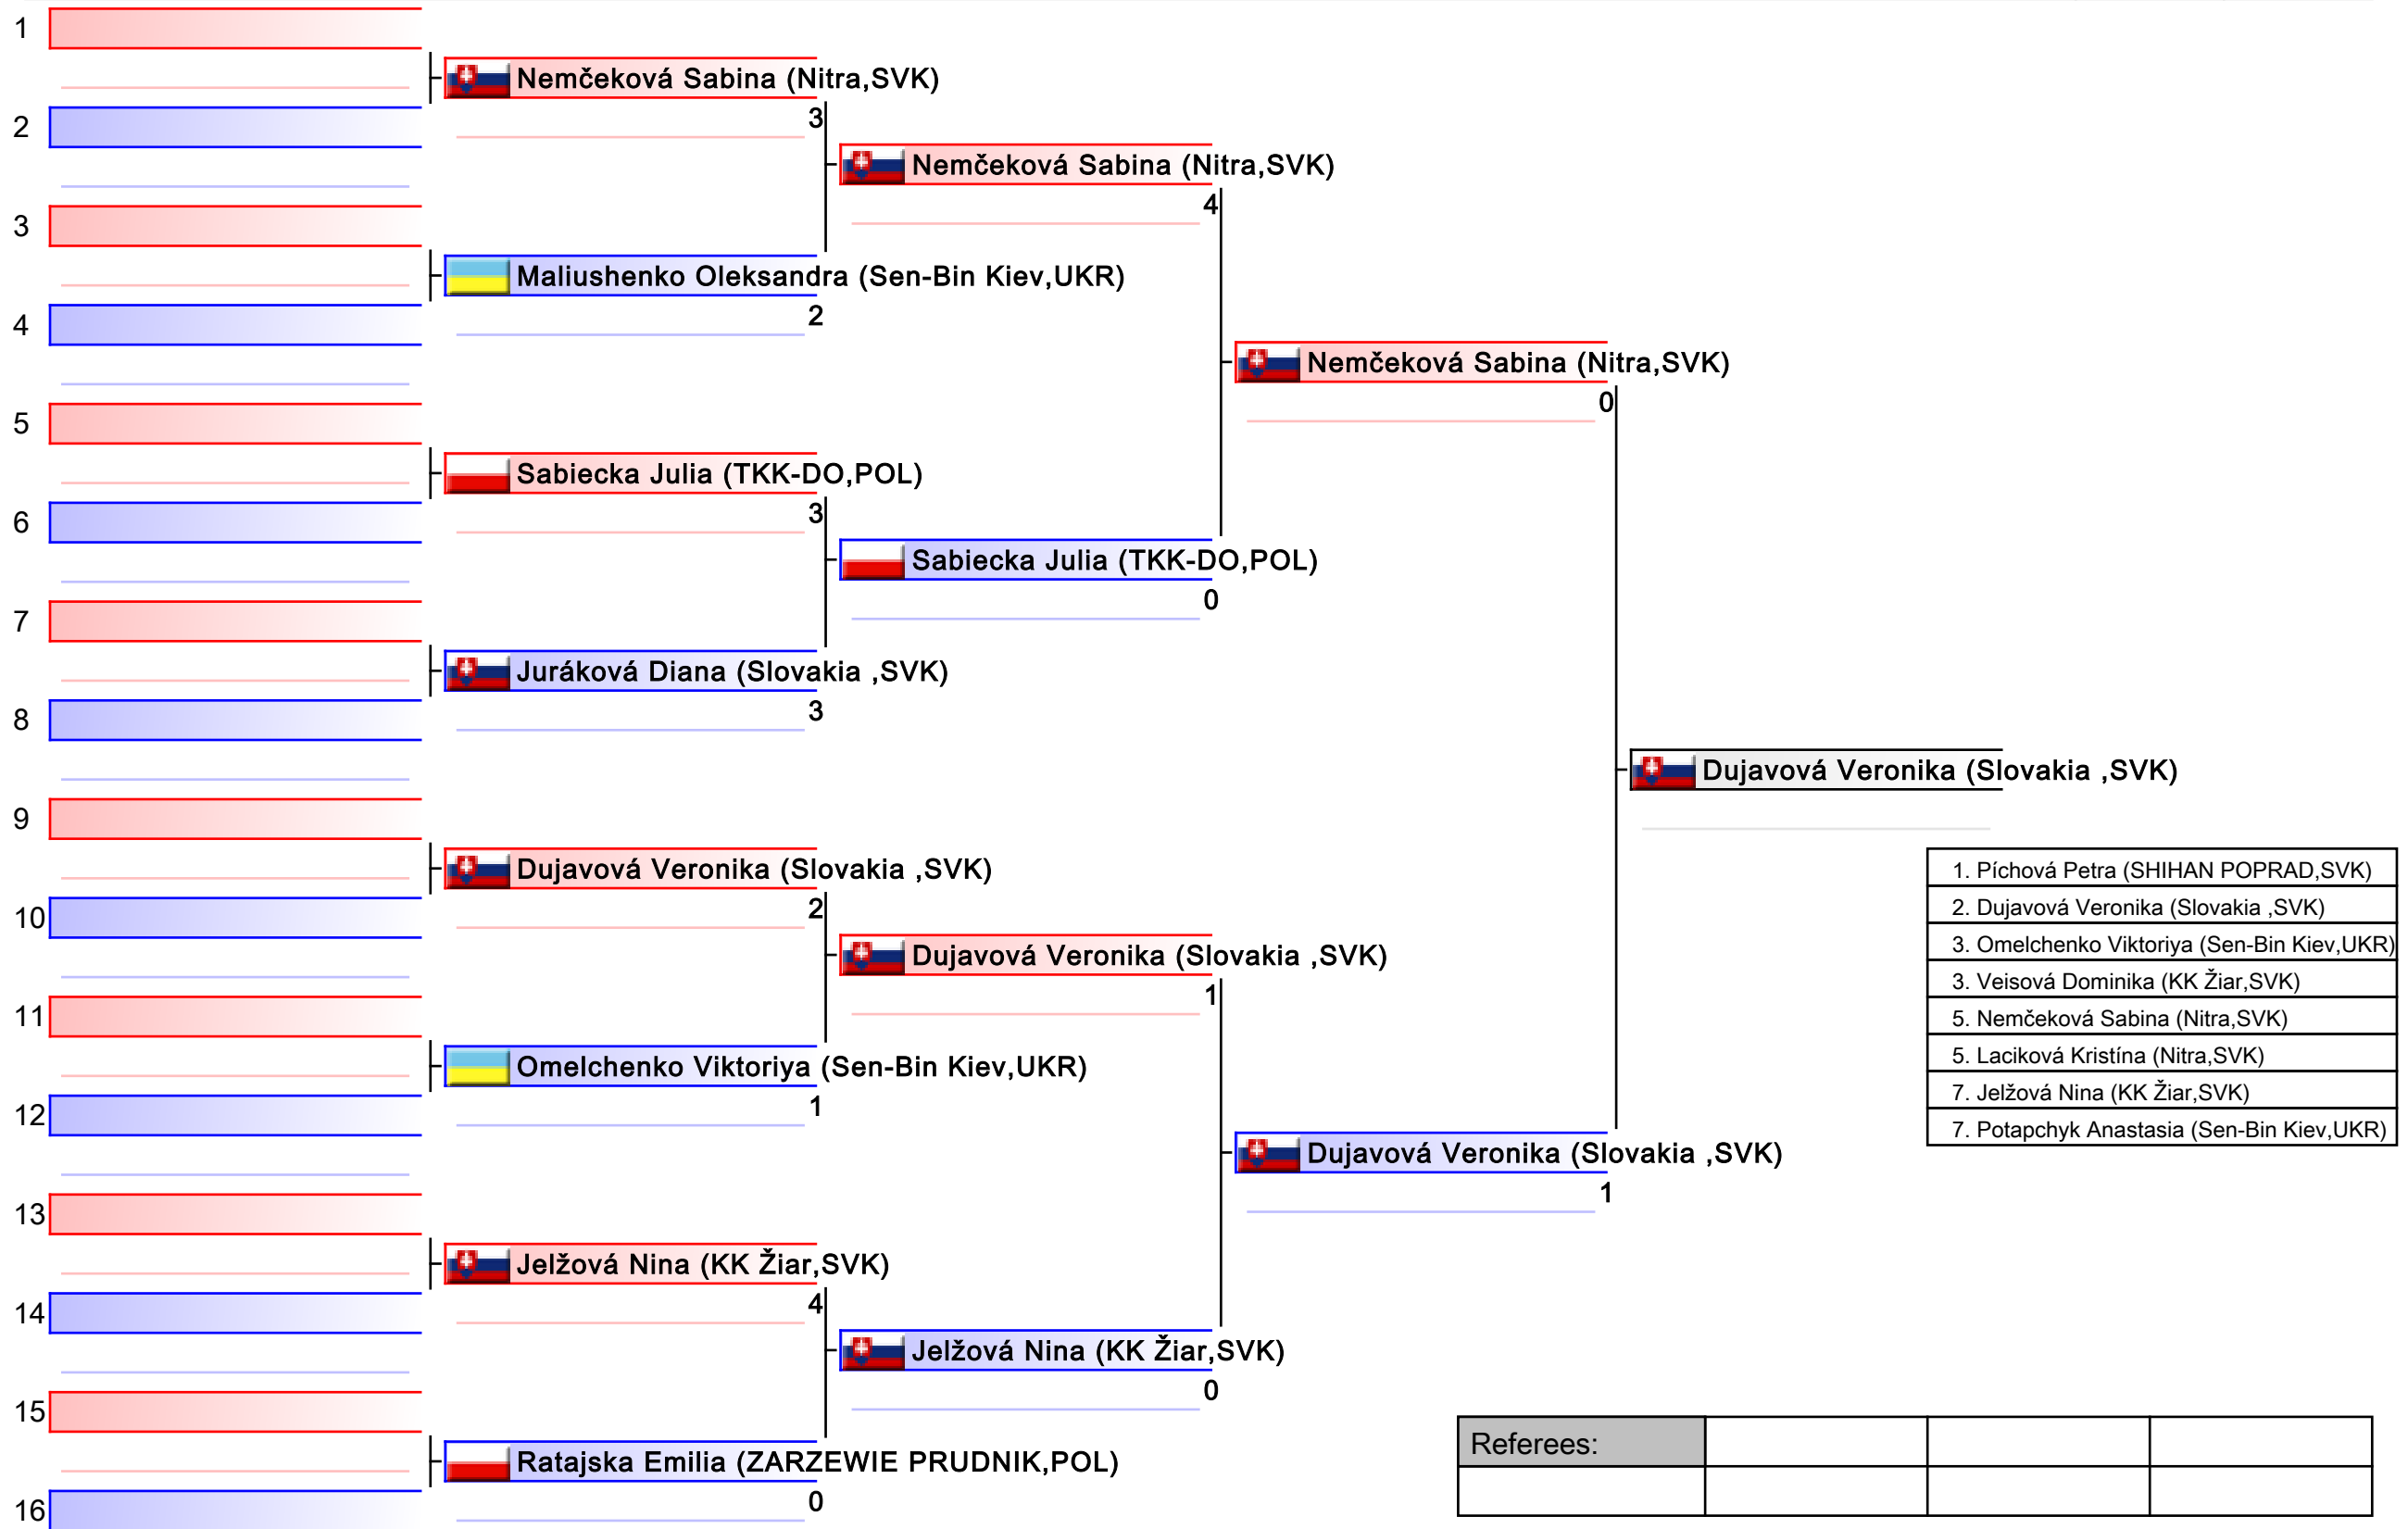 1
Nemčeková Sabina (Nitra,SVK)
3
2
Nemčeková Sabina (Nitra,SVK)
4
3
Maliushenko Oleksandra (Sen-Bin Kiev,UKR)
2
4
Nemčeková Sabina (Nitra,SVK)
0
5
Sabiecka Julia (TKK-DO,POL)
3
6
Sabiecka Julia (TKK-DO,POL)
0
7
Juráková Diana (Slovakia ,SVK)
3
8
Dujavová Veronika (Slovakia ,SVK)
9
Dujavová Veronika (Slovakia ,SVK)
2
10
Dujavová Veronika (Slovakia ,SVK)
1
11
Omelchenko Viktoriya (Sen-Bin Kiev,UKR)
1
12
Dujavová Veronika (Slovakia ,SVK)
1
13
Jelžová Nina (KK Žiar,SVK)
4
14
Jelžová Nina (KK Žiar,SVK)
0
15
Ratajska Emilia (ZARZEWIE PRUDNIK,POL)
0
16
1. Píchová Petra (SHIHAN POPRAD,SVK)
2. Dujavová Veronika (Slovakia ,SVK)
3. Omelchenko Viktoriya (Sen-Bin Kiev,UKR)
3. Veisová Dominika (KK Žiar,SVK)
5. Nemčeková Sabina (Nitra,SVK)
5. Laciková Kristína (Nitra,SVK)
7. Jelžová Nina (KK Žiar,SVK)
7. Potapchyk Anastasia (Sen-Bin Kiev,UKR)
Referees: